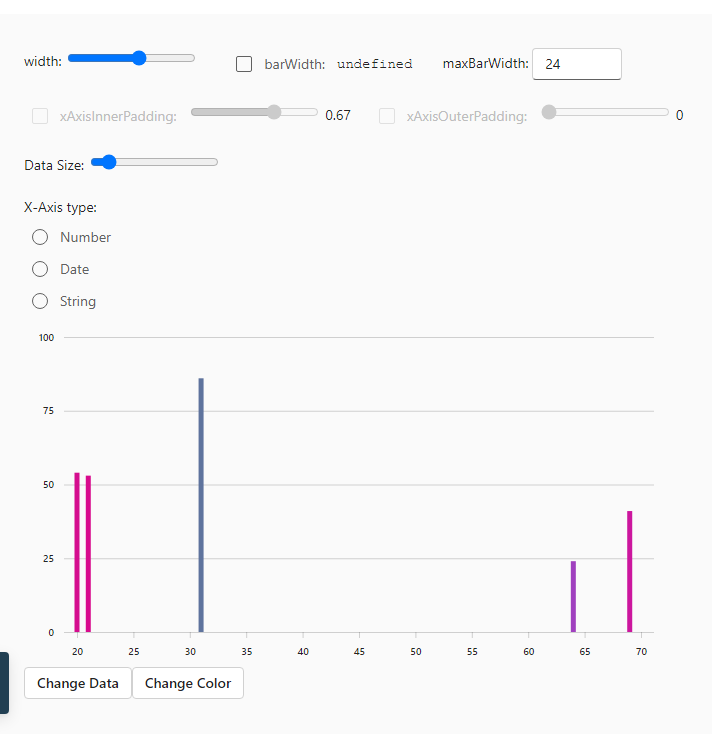 width: barWidth: undefined maxBarWidth: 24
xAxisInnerPadding: 0.67 xAxisOuterPadding: 0
Data Size:
X-Axis type:
Number
Date
String
100
75
50
25
0
20 25 30 35 40 45 50 55 60 65 70
Change Data Change Color